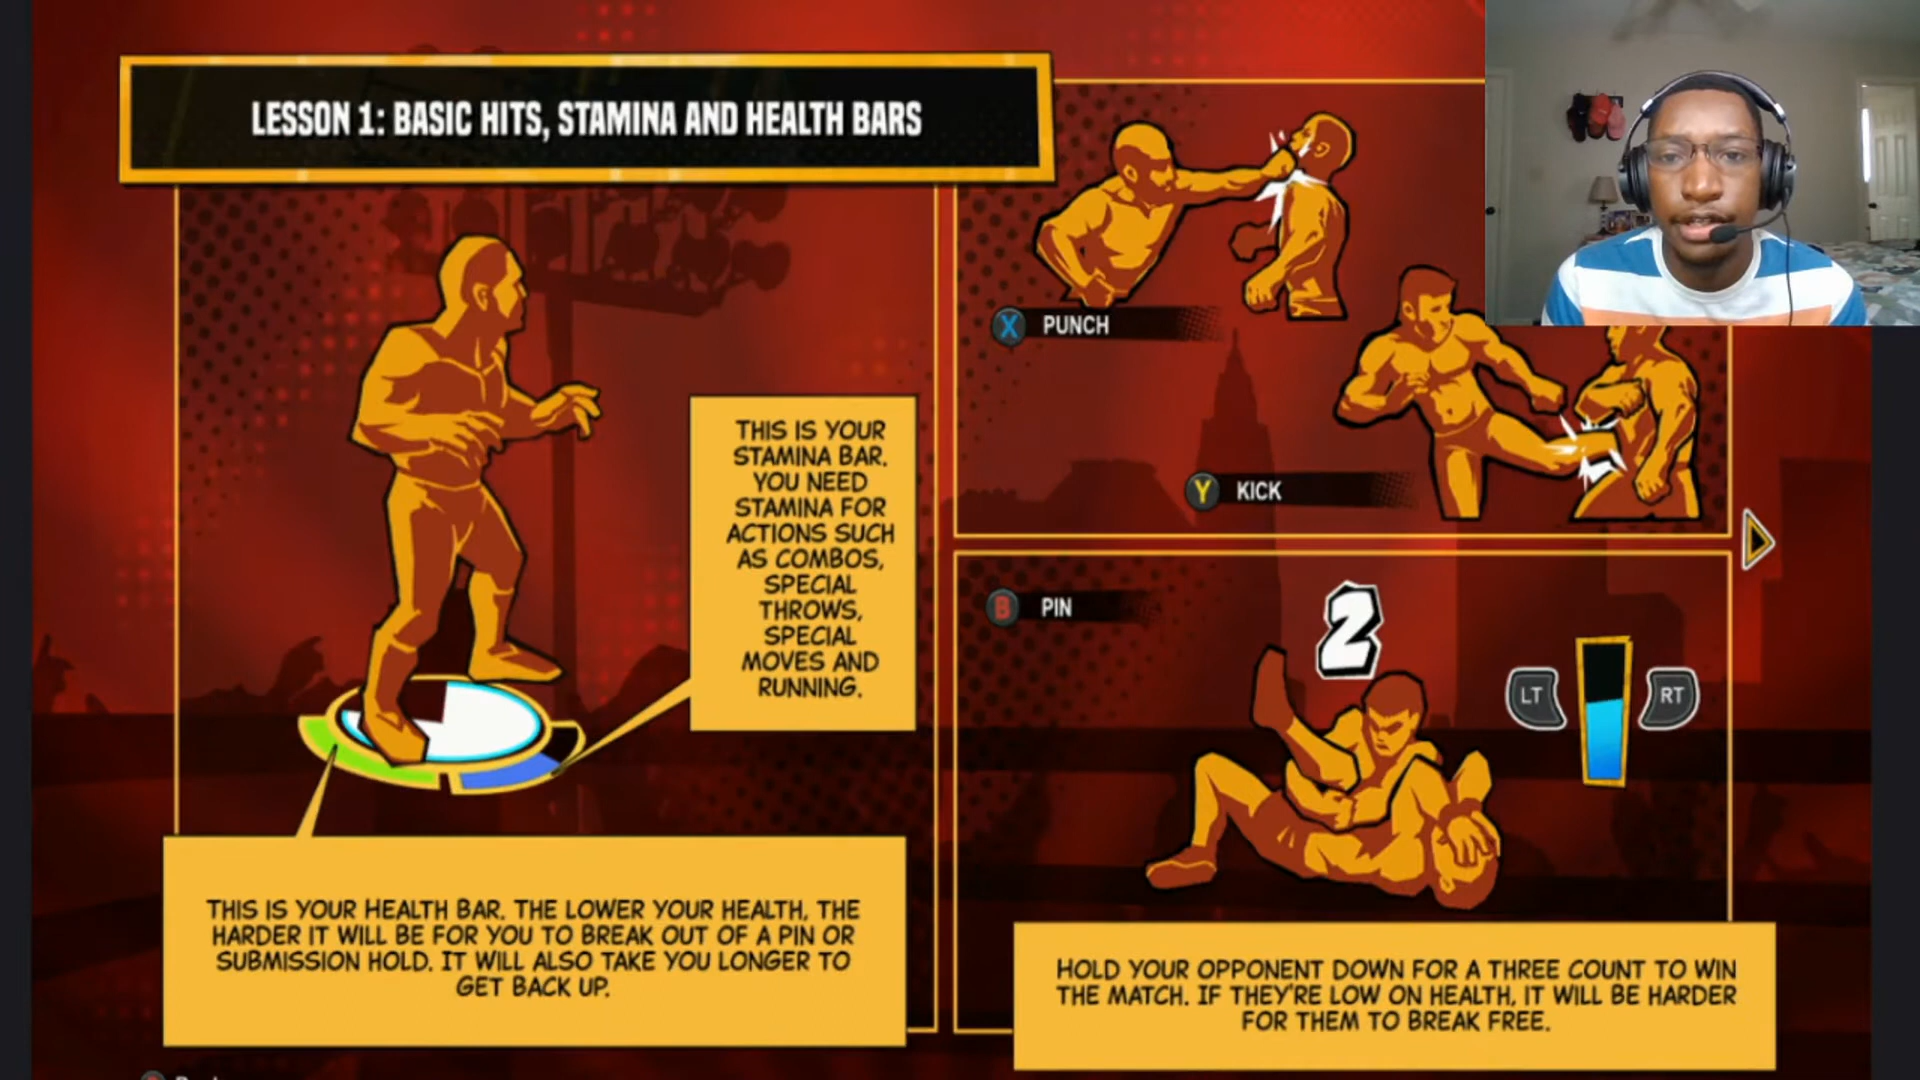 LESSON 1: BASIC HITS, STAMINA AND HEALTH BARS
THIS IS YOUR
STAMINA BAR.
YOU NEED
STAMINA FOR
ACTIONS SUCH
AS COMBOS,
SPECIAL
THROWS,
SPECIAL
MOVES AND
RUNNING.
THIS IS YOUR HEALTH BAR. THE LOWER YOUR HEALTH, THE
HARDER IT WILL BE FOR YOU TO BREAK OUT OF A PIN OR
SUBMISSION HOLD. IT WILL ALSO TAKE YOU LONGER TO
GET BACK UP.
X PUNCH
Y KICK
B PIN
2
LT
RT
HOLD YOUR OPPONENT DOWN FOR A THREE COUNT TO WIN
THE MATCH. IF THEY'RE LOW ON HEALTH, IT WILL BE HARDER
FOR THEM TO BREAK FREE.